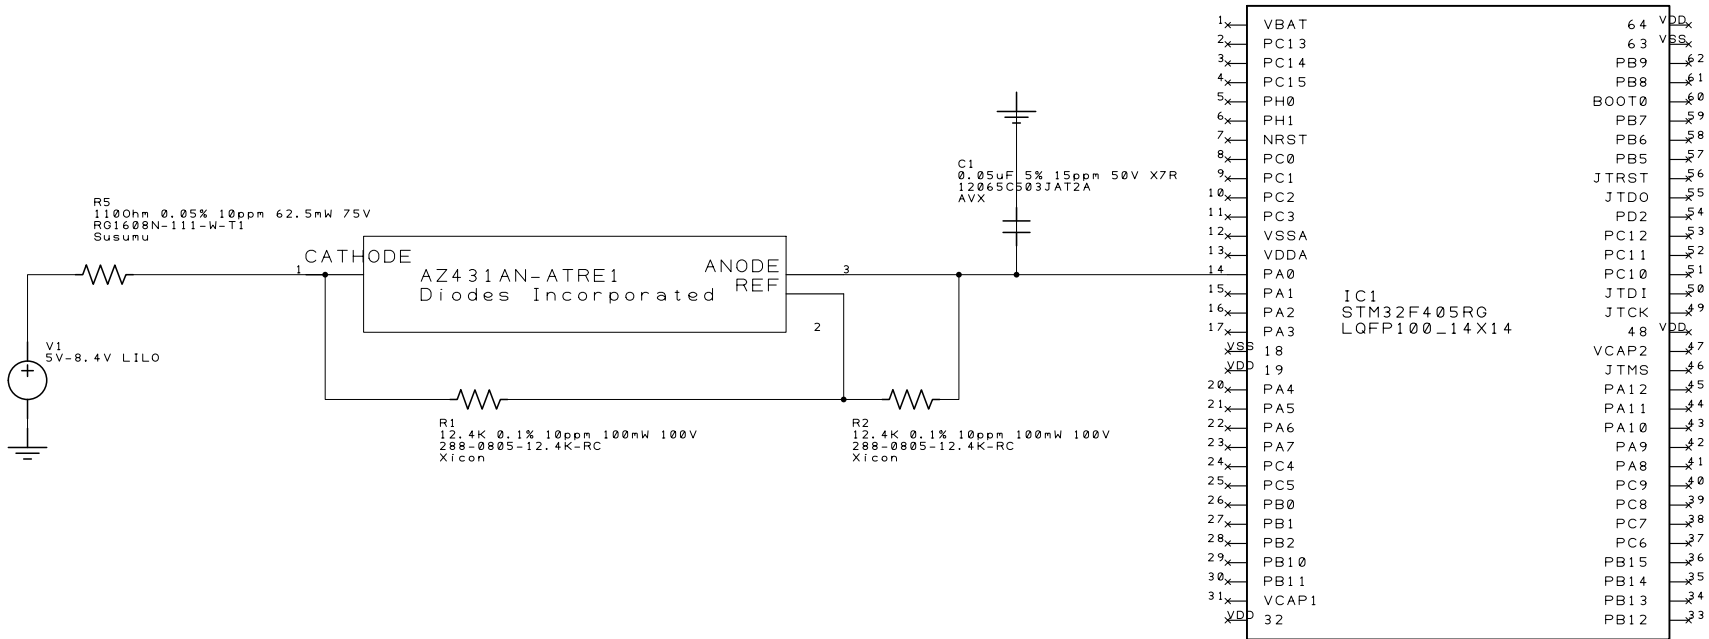 R5
110Ohm 0.05% 10ppm 62.5mW 75V
RG1608N-111-W-T1
Susumu
V1
5V-8.4V LILO
CATHODE
1
AZ431AN-ATRE1
Diodes Incorporated
ANODE
REF
3
2
R1
12.4K 0.1% 10ppm 100mW 100V
288-0805-12.4K-RC
Xicon
R2
12.4K 0.1% 10ppm 100mW 100V
288-0805-12.4K-RC
Xicon
C1
0.05uF 5% 15ppm 50V X7R
12065C503JAT2A
AVX
1 VBAT
2 PC13
3 PC14
4 PC15
5 PH0
6 PH1
7 NRST
8 PC0
9 PC1
10 PC2
11 PC3
12 VSSA
13 VDDA
14 PA0
15 PA1
16 PA2
17 PA3
VSS 18
VDD 19
20 PA4
21 PA5
22 PA6
23 PA7
24 PC4
25 PC5
26 PB0
27 PB1
28 PB2
29 PB10
30 PB11
31 VCAP1
VDD 32
IC1
STM32F405RG
LQFP100_14X14
64 VDD
63 VSS
PB9 62
PB8 61
BOOT0 60
PB7 59
PB6 58
PB5 57
JTRST 56
JTDO 55
PD2 54
PC12 53
PC11 52
PC10 51
JTDI 50
JTCK 49
48 VDD
VCAP2 47
JTMS 46
PA12 45
PA11 44
PA10 43
PA9 42
PA8 41
PC9 40
PC8 39
PC7 38
PC6 37
PB15 36
PB14 35
PB13 34
PB12 33